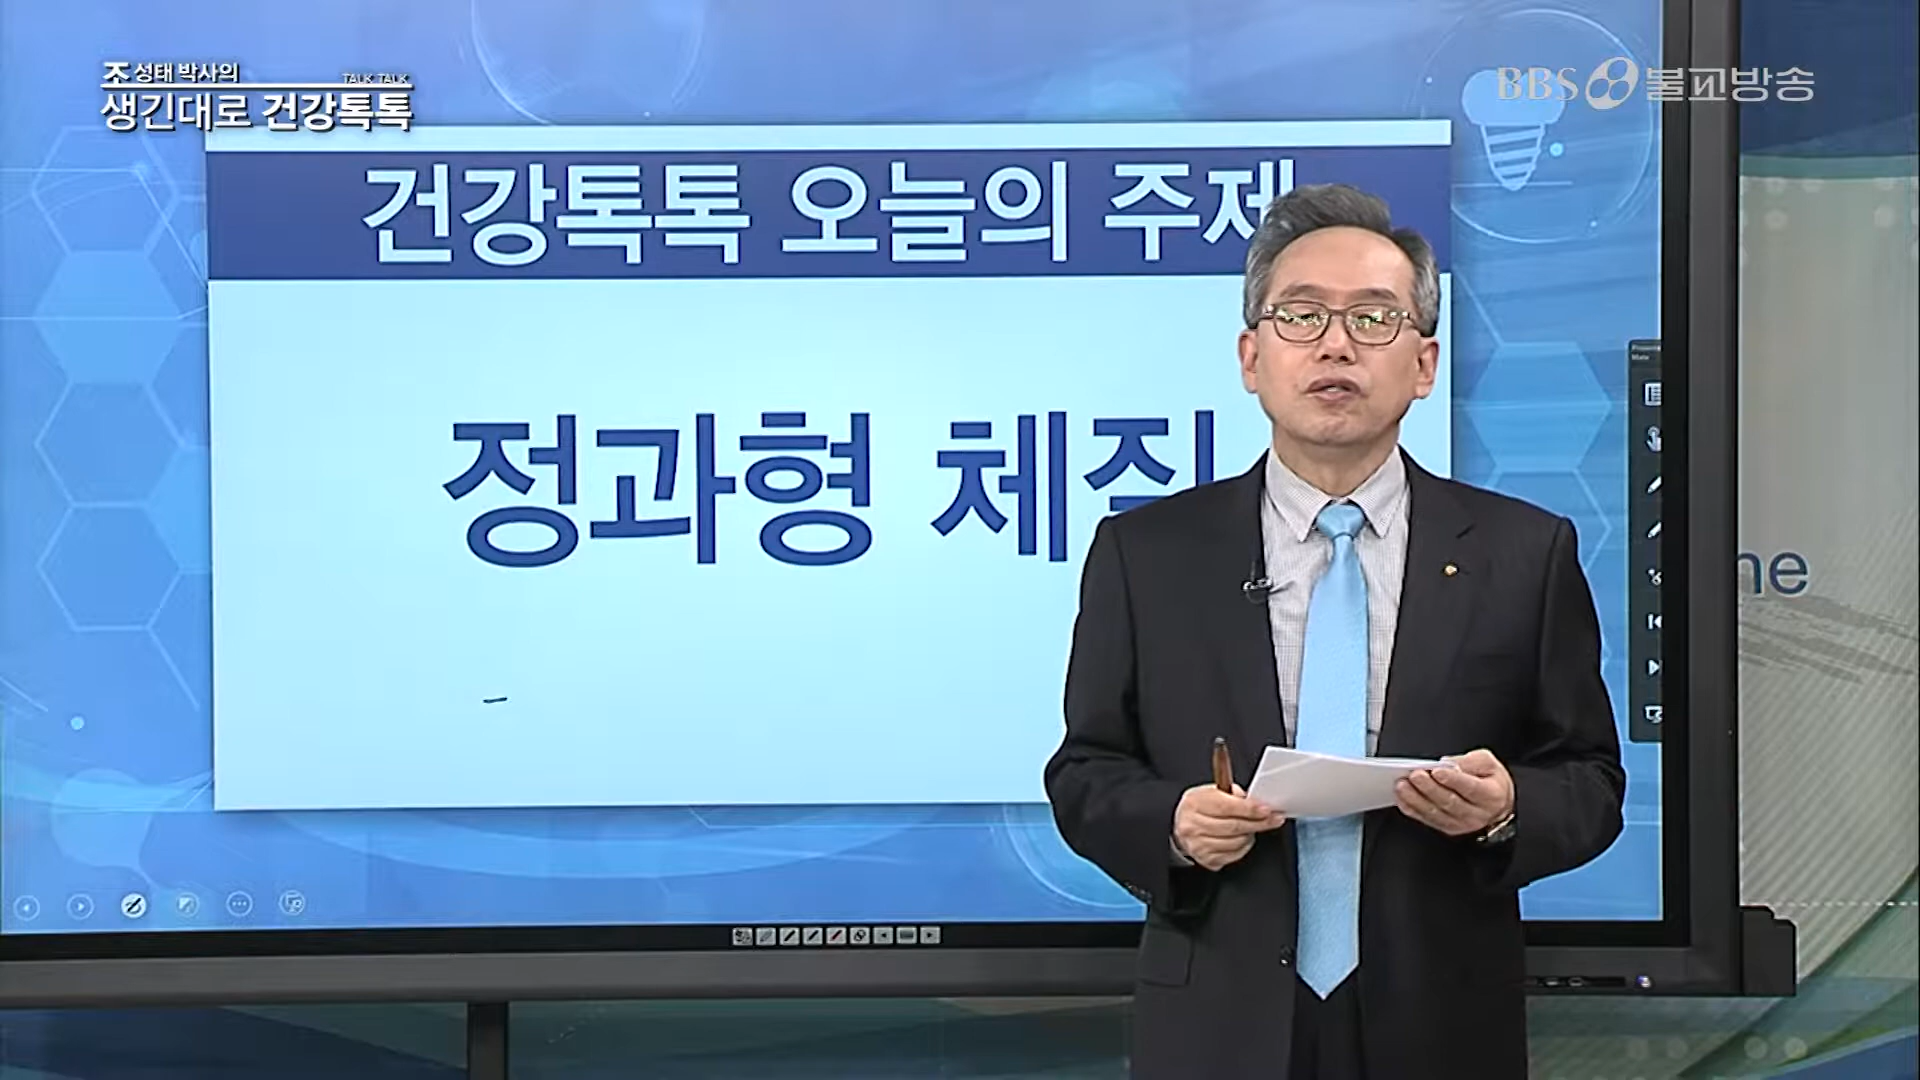 조성태 박사의
TALK TALK
생긴대로 건강톡톡
BBS 불교방송
건강톡톡 오늘의 주제
정과형 체질
ne